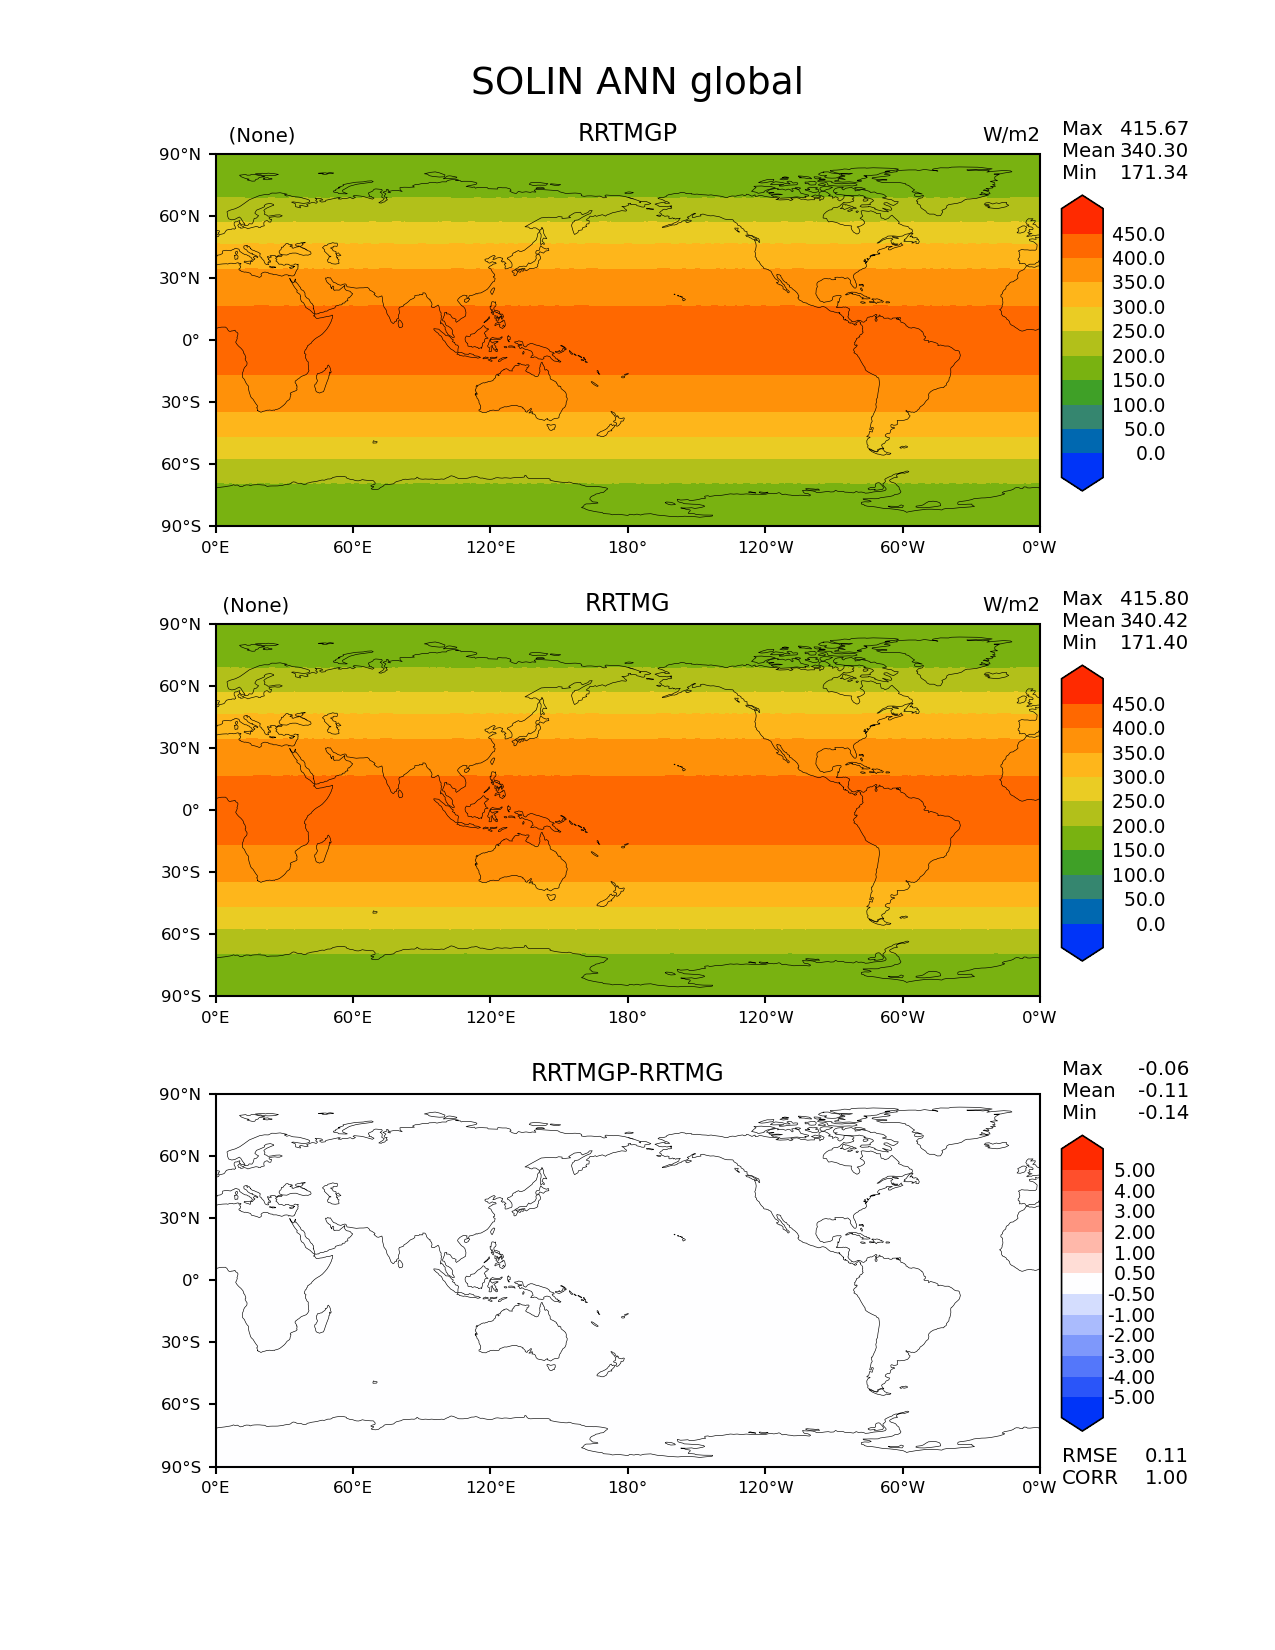 SOLIN ANN global
(None) RRTMGP W/m2
Max 415.67
Mean 340.30
Min 171.34
90°N
60°N
30°N
0°
30°S
60°S
90°S
0°E 60°E 120°E 180° 120°W 60°W 0°W
450.0
400.0
350.0
300.0
250.0
200.0
150.0
100.0
50.0
0.0
(None) RRTMG W/m2
Max 415.80
Mean 340.42
Min 171.40
90°N
60°N
30°N
0°
30°S
60°S
90°S
0°E 60°E 120°E 180° 120°W 60°W 0°W
450.0
400.0
350.0
300.0
250.0
200.0
150.0
100.0
50.0
0.0
RRTMGP-RRTMG
Max -0.06
Mean -0.11
Min -0.14
90°N
60°N
30°N
0°
30°S
60°S
90°S
0°E 60°E 120°E 180° 120°W 60°W 0°W
5.00
4.00
3.00
2.00
1.00
0.50
-0.50
-1.00
-2.00
-3.00
-4.00
-5.00
RMSE 0.11
CORR 1.00